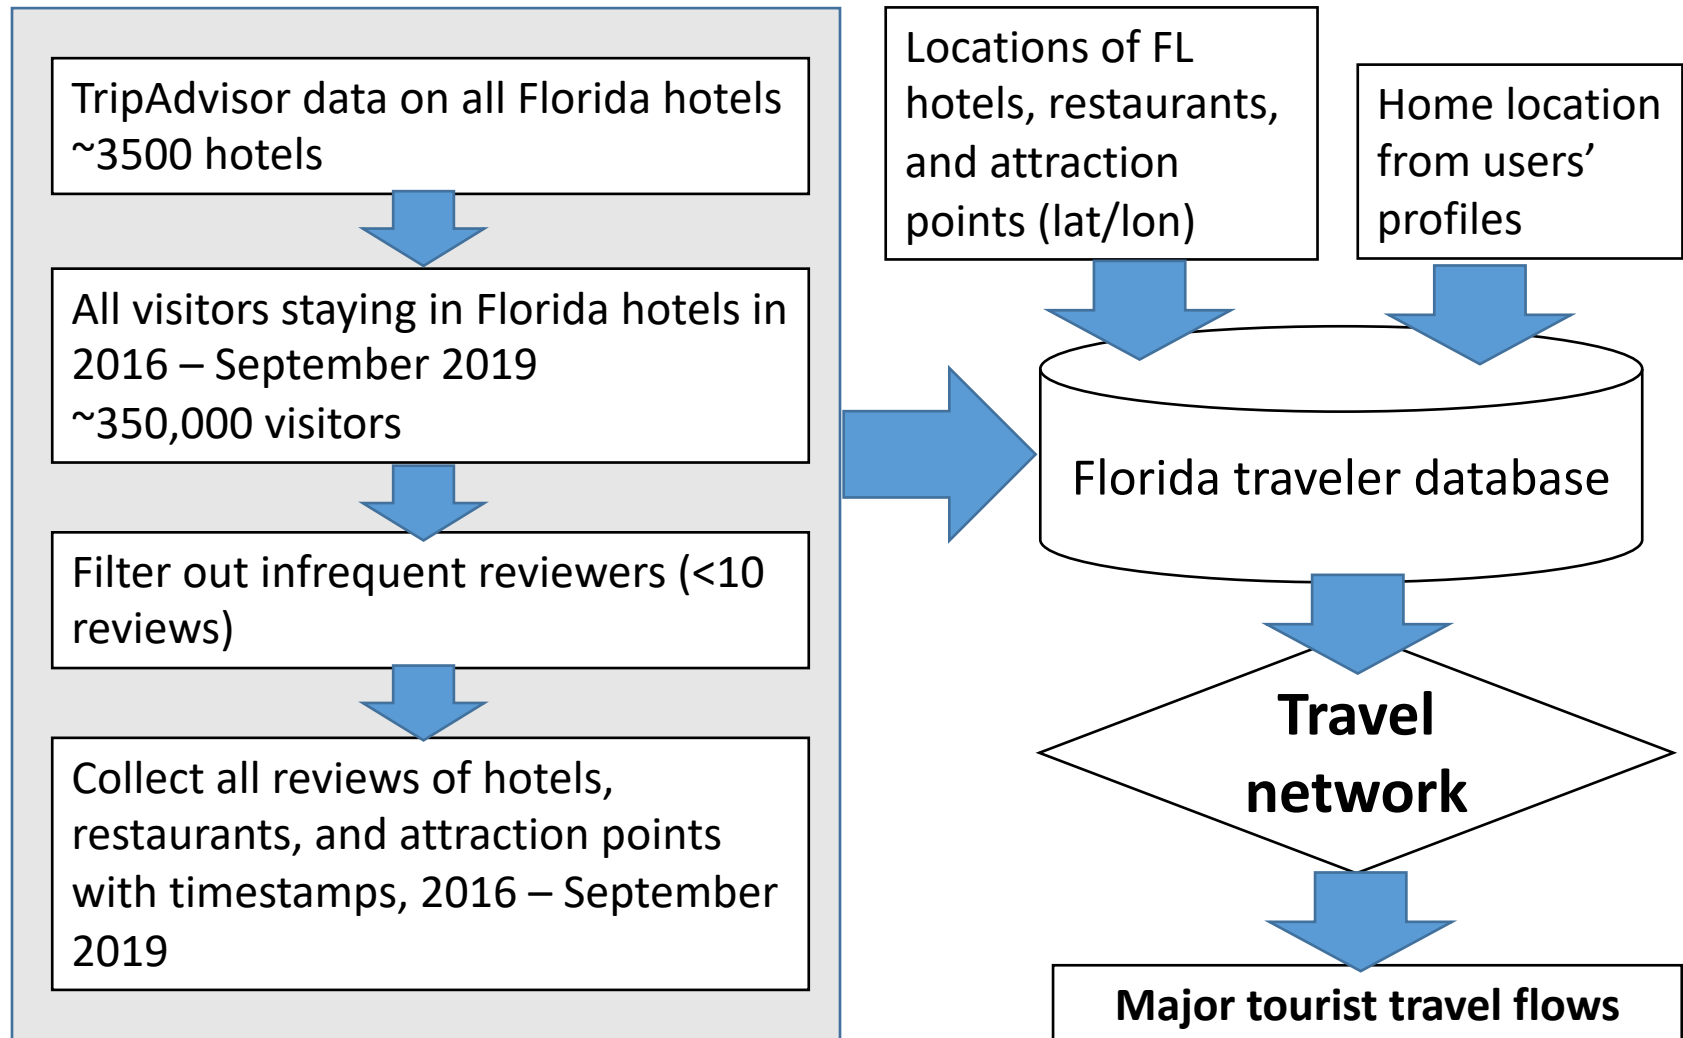 TripAdvisor data on all Florida hotels
~3500 hotels
All visitors staying in Florida hotels in
2016 – September 2019
~350,000 visitors
Filter out infrequent reviewers (<10
reviews)
Collect all reviews of hotels,
restaurants, and attraction points
with timestamps, 2016 – September
2019
Locations of FL
hotels, restaurants,
and attraction
points (lat/lon)
Home location
from users’
profiles
Florida traveler database
Travel
network
Major tourist travel flows